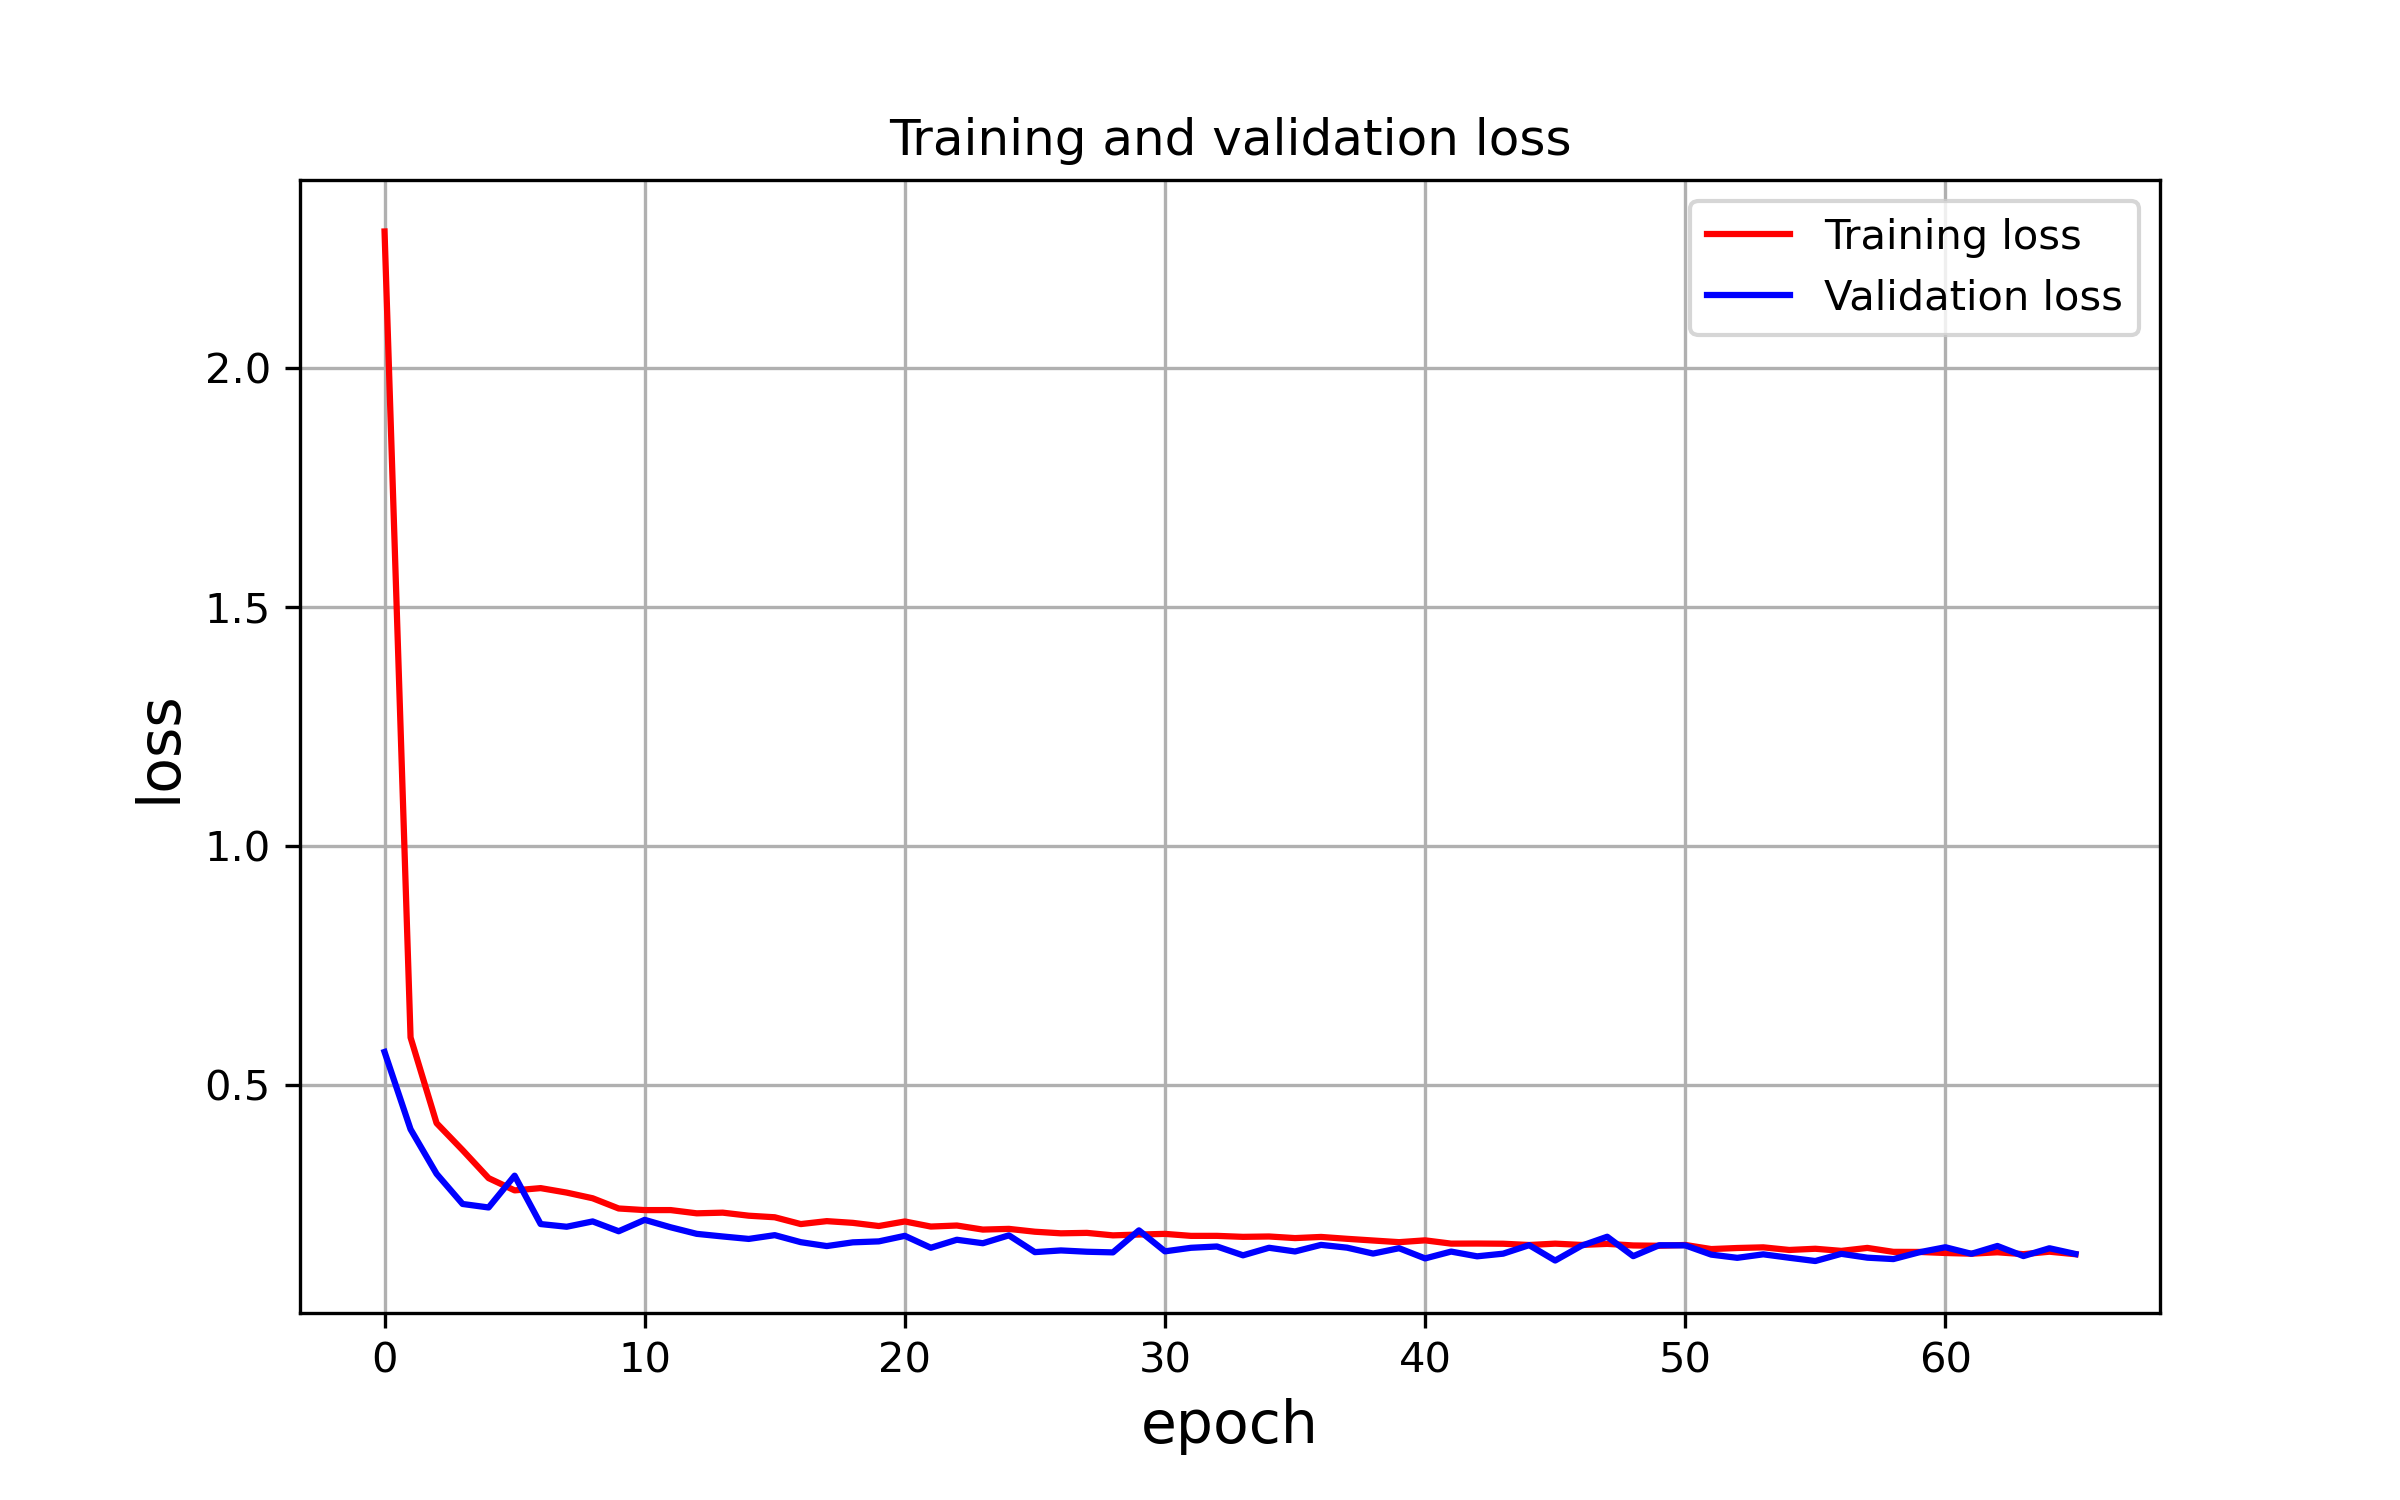 Training and validation loss
Training loss
Validation loss
loss
2.0
1.5
1.0
0.5
0 10 20 30 40 50 60
epoch